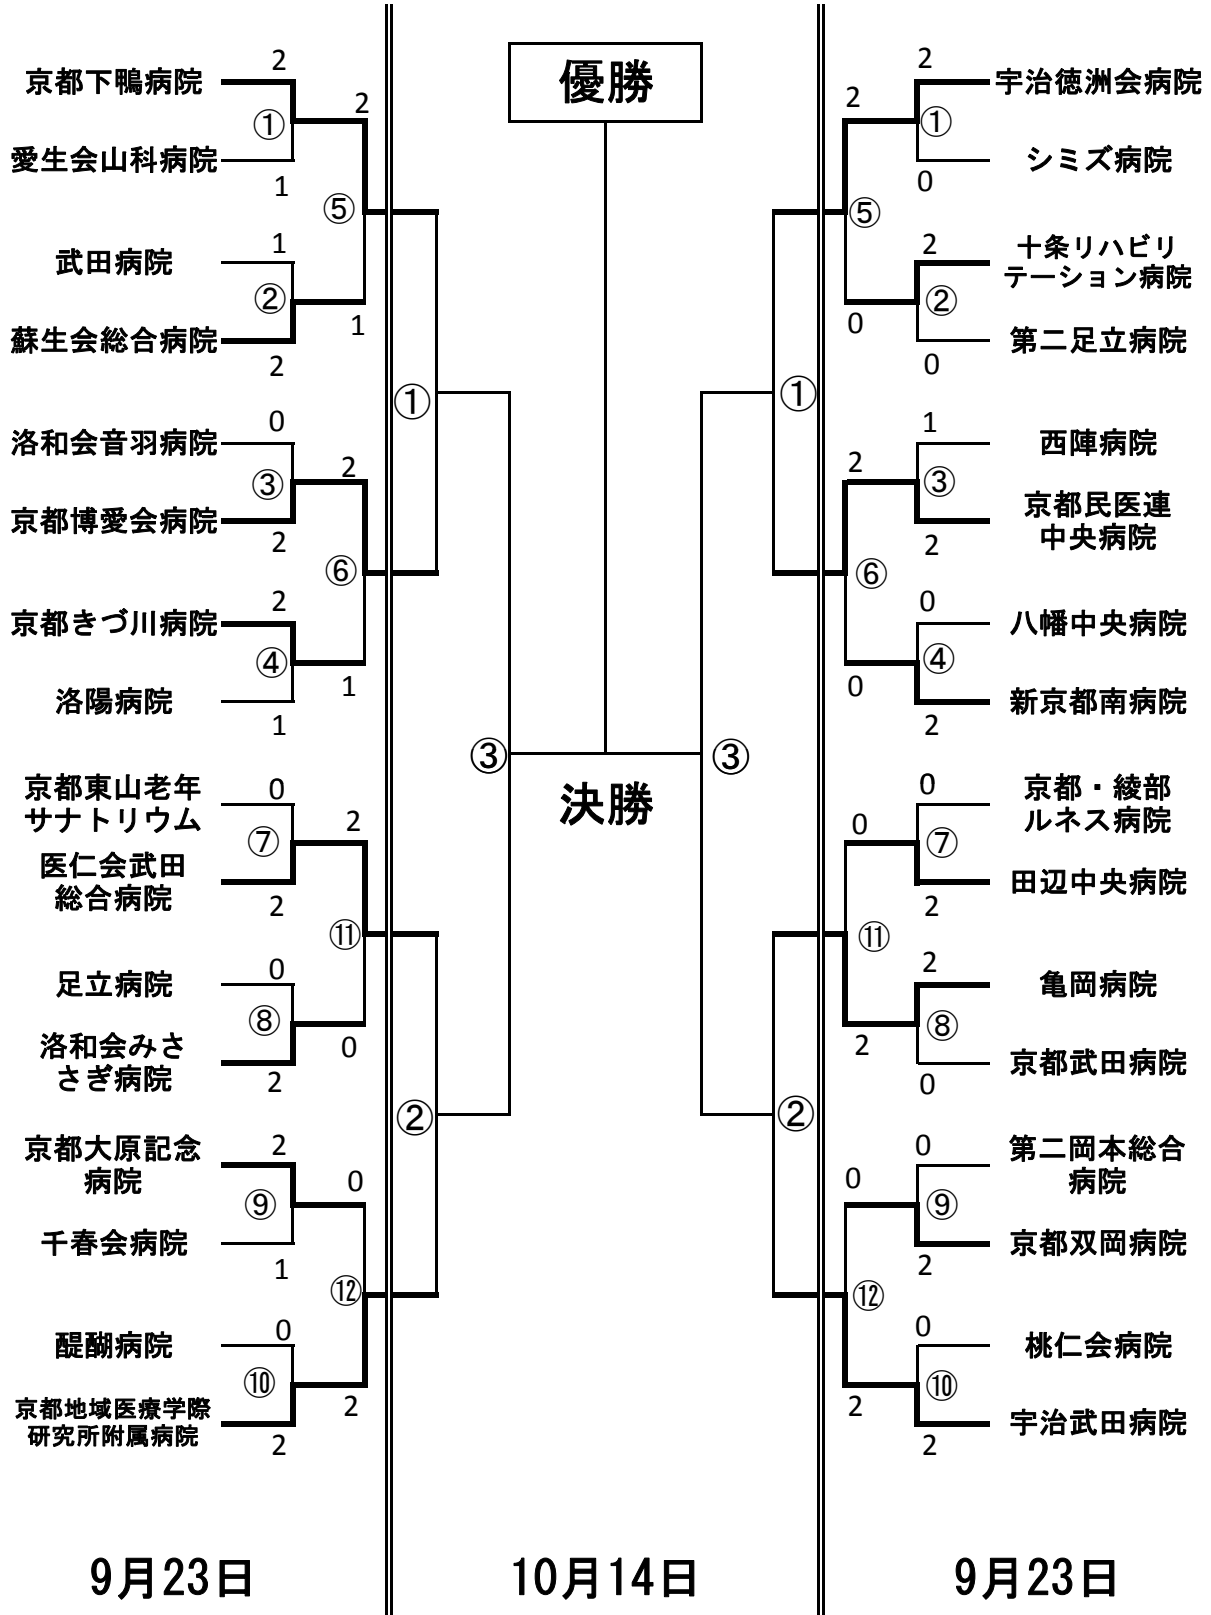 京都下鴨病院
2
①
愛生会山科病院
1
2
⑤
武田病院
1
②
蘇生会総合病院
2
1
洛和会音羽病院
0
③
京都博愛会病院
2
2
⑥
京都きづ川病院
2
④
洛陽病院
1
1
京都東山老年
サナトリウム
0
⑦
医仁会武田
総合病院
2
2
⑪
足立病院
0
⑧
洛和会みさ
さぎ病院
2
0
京都大原記念
病院
2
⑨
千春会病院
1
0
⑫
醍醐病院
0
⑩
京都地域医療学際
研究所附属病院
2
2
9月23日
優勝
①
①
③
③
決勝
②
②
10月14日
2
宇治徳洲会病院
①
シミズ病院
0
2
⑤
2
十条リハビリ
テーション病院
②
第二足立病院
0
0
1
西陣病院
③
京都民医連
中央病院
2
2
⑥
0
八幡中央病院
④
新京都南病院
2
0
0
京都・綾部
ルネス病院
⑦
田辺中央病院
2
0
⑪
2
亀岡病院
⑧
京都武田病院
0
2
0
第二岡本総合
病院
⑨
京都双岡病院
2
0
⑫
0
桃仁会病院
⑩
宇治武田病院
2
2
9月23日